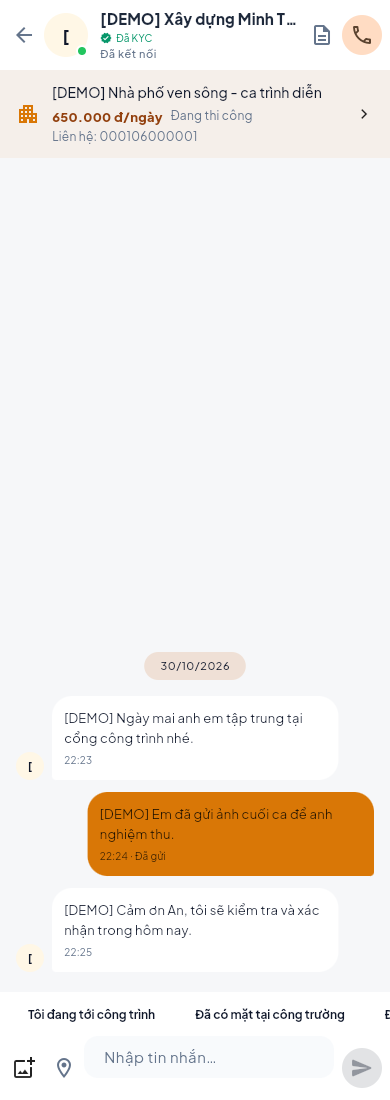 [
[DEMO] Xây dựng Minh T...
Đã KYC
Đã kết nối
[DEMO] Nhà phố ven sông - ca trình diễn
650.000 đ/ngày Đang thi công
Liên hệ: 000106000001
30/10/2026
[DEMO] Ngày mai anh em tập trung tại
cổng công trình nhé.
22:23
[
[DEMO] Em đã gửi ảnh cuối ca để anh
nghiệm thu.
22:24 · Đã gửi
[DEMO] Cảm ơn An, tôi sẽ kiểm tra và xác
nhận trong hôm nay.
22:25
[
Tôi đang tới công trình Đã có mặt tại công trường
Nhập tin nhắn...